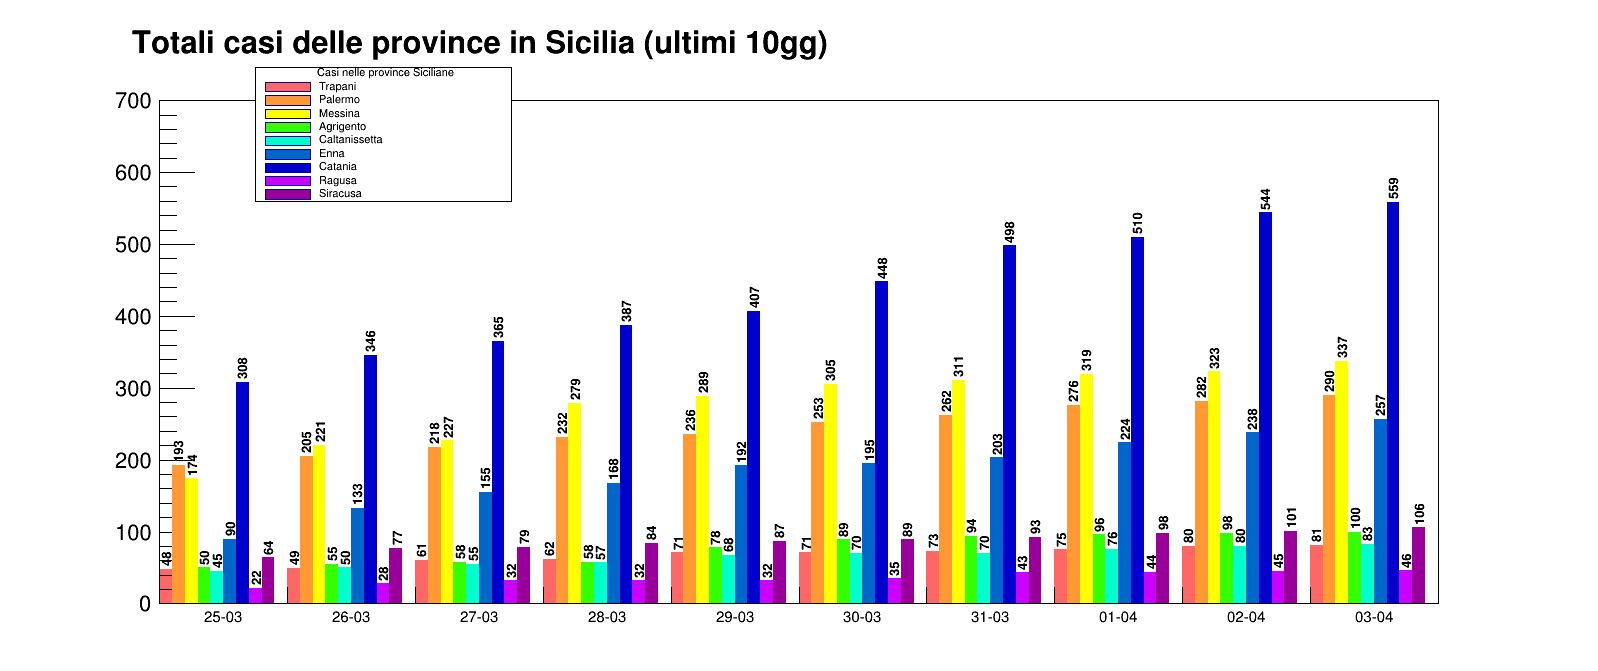 Totali casi delle province in Sicilia (ultimi 10gg)
Casi nelle province Siciliane
Trapani
Palermo
Messina
Agrigento
Caltanissetta
Enna
Catania
Ragusa
Siracusa
700
600
500
400
300
200
100
0
48 193 174 50 45 90 308 22 64
49 205 221 55 50 133 346 28 77
61 218 227 58 55 155 365 32 79
62 232 279 58 57 168 387 32 84
71 236 289 78 68 192 407 32 87
71 253 305 89 70 195 448 35 89
73 262 311 94 70 203 498 43 93
75 276 319 96 76 224 510 44 98
80 282 323 98 80 238 544 45 101
81 290 337 100 83 257 559 46 106
25-03 26-03 27-03 28-03 29-03 30-03 31-03 01-04 02-04 03-04